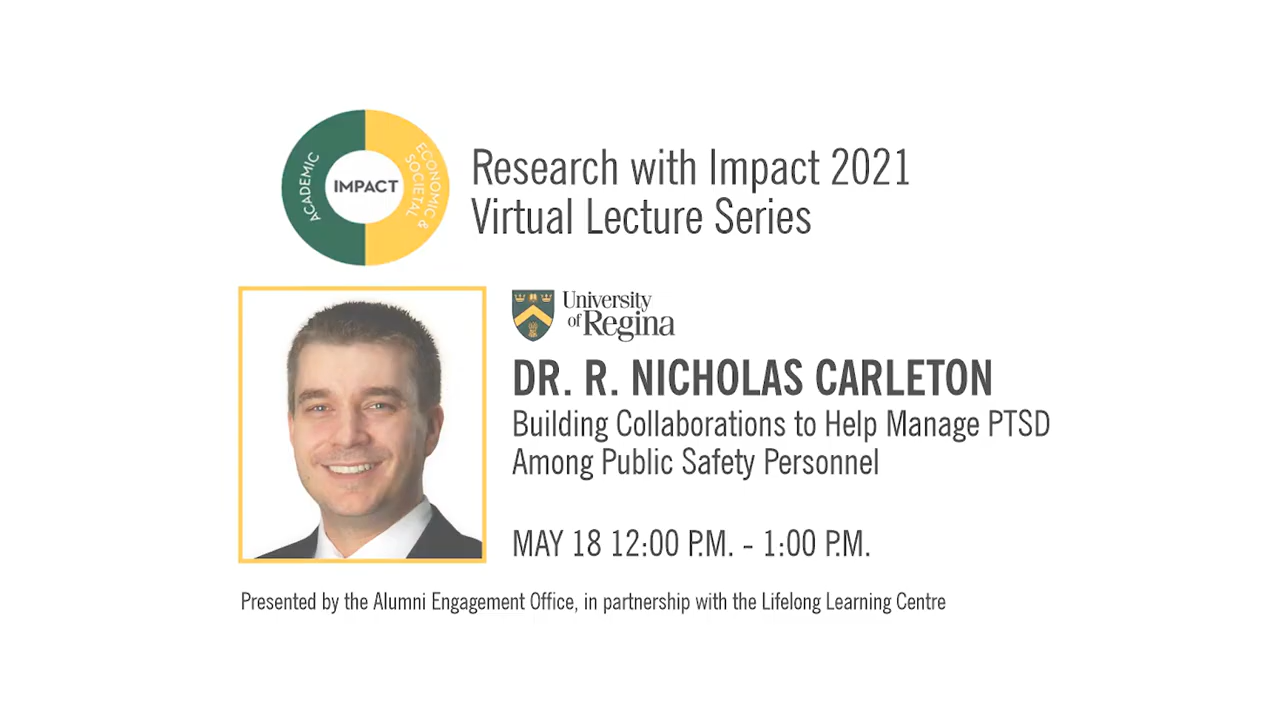 ACADEMIC
IMPACT
ECONOMIC &
SOCIETAL
Research with Impact 2021
Virtual Lecture Series
University
of Regina
DR. R. NICHOLAS CARLETON
Building Collaborations to Help Manage PTSD
Among Public Safety Personnel
MAY 18 12:00 P.M. - 1:00 P.M.
Presented by the Alumni Engagement Office, in partnership with the Lifelong Learning Centre